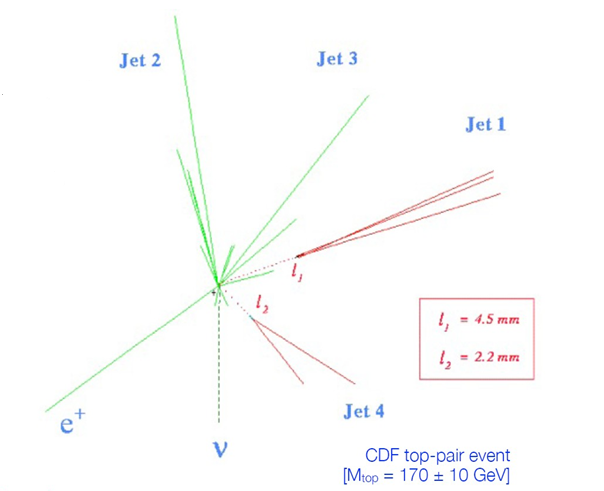 Jet 2
Jet 3
Jet 1
l1
l2
l1 = 4.5 mm
l2 = 2.2 mm
e+
ν
Jet 4
CDF top-pair event
[Mtop = 170 ± 10 GeV]